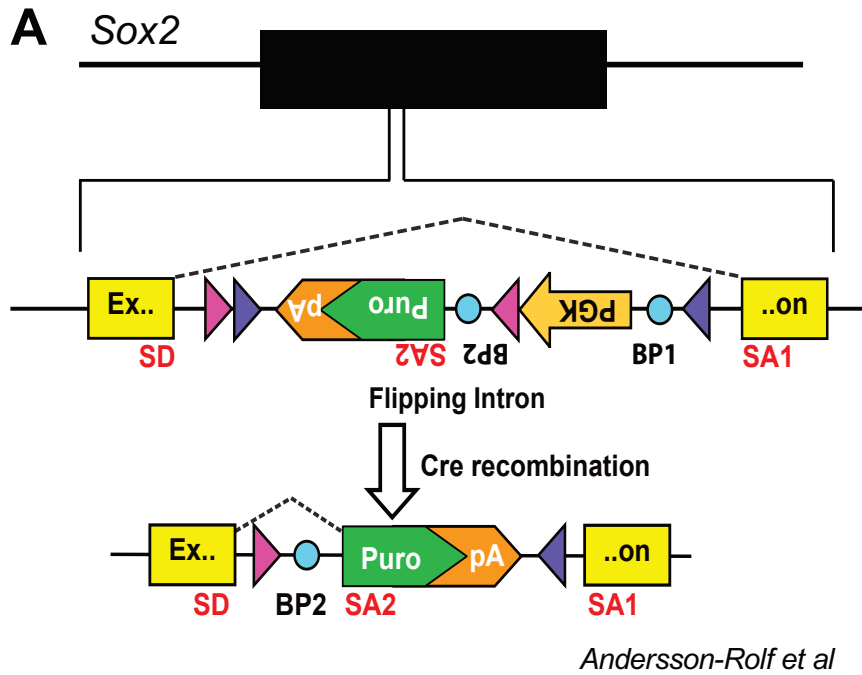 A Sox2
Ex.. pA Puro PGK ..on
SD SA2 BP2 BP1 SA1
Flipping Intron
Cre recombination
Ex.. Puro pA ..on
SD BP2 SA2 SA1
Andersson-Rolf et al